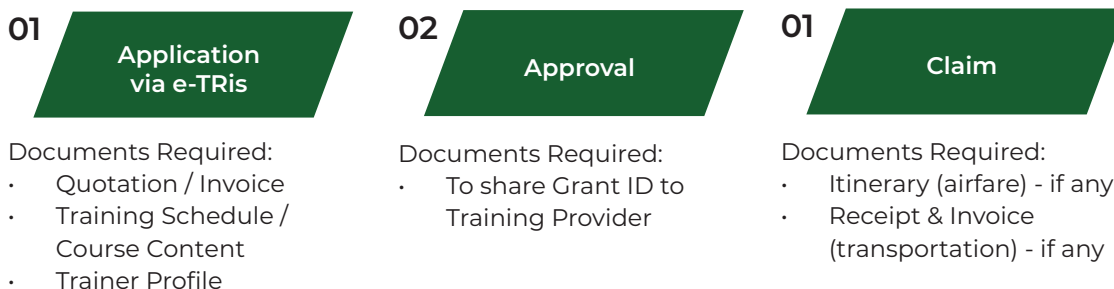 01
Application
via e-TRis
Documents Required:
• Quotation / Invoice
• Training Schedule /
Course Content
• Trainer Profile
02
Approval
Documents Required:
• To share Grant ID to
Training Provider
01
Claim
Documents Required:
• Itinerary (airfare) - if any
• Receipt & Invoice
(transportation) - if any